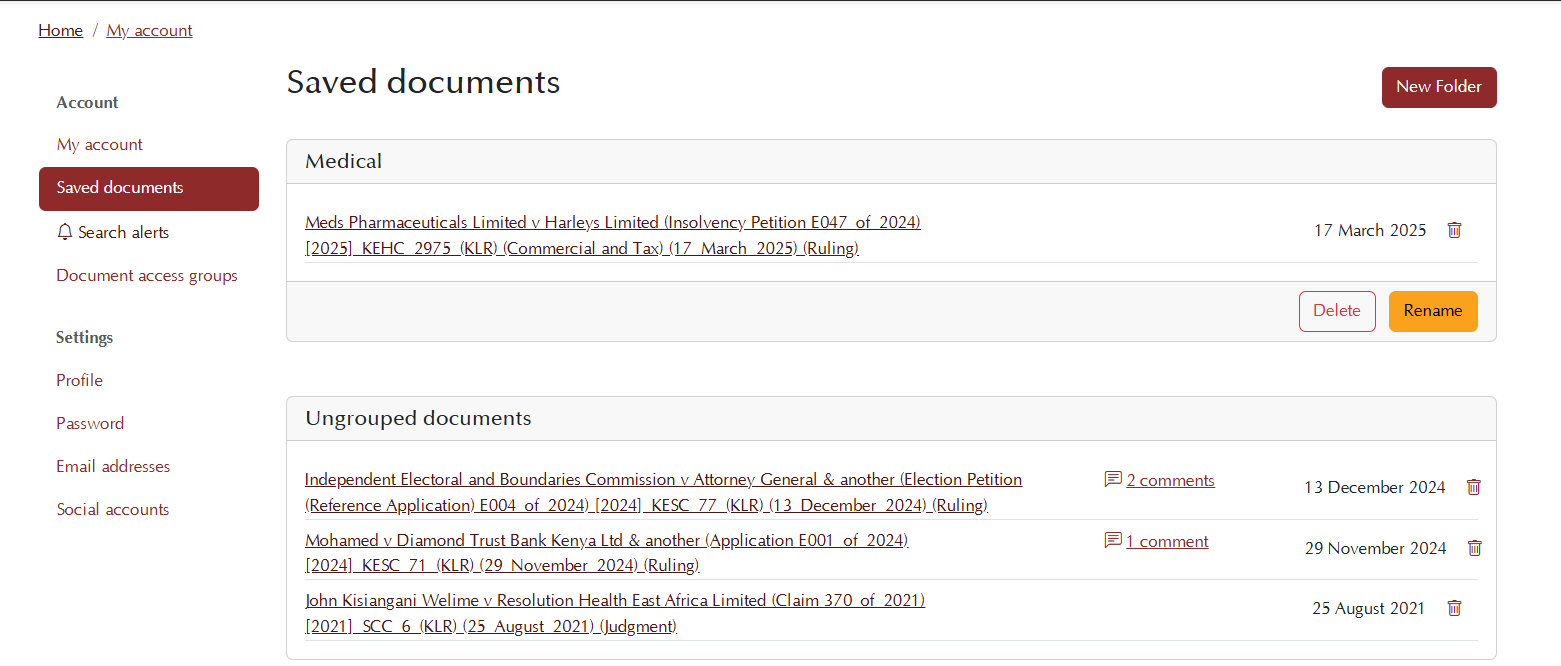 Home / My account
Account
My account
Saved documents
Search alerts
Document access groups
Settings
Profile
Password
Email addresses
Social accounts
Saved documents
New Folder
Medical
Meds Pharmaceuticals Limited v Harleys Limited (Insolvency Petition E047 of 2024)
[2025] KEHC 2975 (KLR) (Commercial and Tax) (17 March 2025) (Ruling)
17 March 2025
Delete
Rename
Ungrouped documents
Independent Electoral and Boundaries Commission v Attorney General & another (Election Petition
(Reference Application) E004 of 2024) [2024] KESC 77 (KLR) (13 December 2024) (Ruling)
2 comments
13 December 2024
Mohamed v Diamond Trust Bank Kenya Ltd & another (Application E001 of 2024)
[2024] KESC 71 (KLR) (29 November 2024) (Ruling)
1 comment
29 November 2024
John Kisiangani Welime v Resolution Health East Africa Limited (Claim 370 of 2021)
[2021] SCC 6 (KLR) (25 August 2021) (Judgment)
25 August 2021